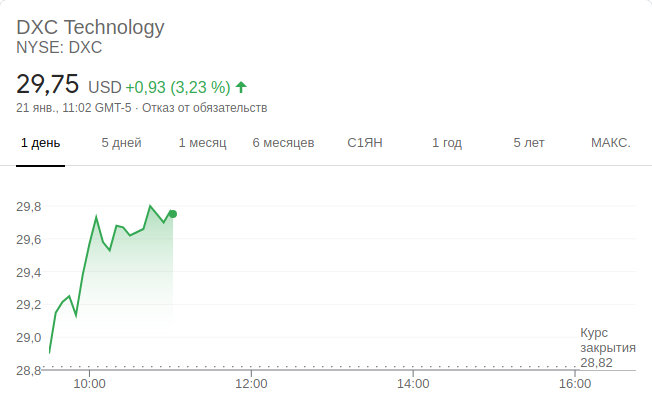 DXC Technology
NYSE: DXC
29,75 USD +0,93 (3,23 %)
21 янв., 11:02 GMT-5 · Отказ от обязательств
1 день 5 дней 1 месяц 6 месяцев С1ЯН 1 год 5 лет МАКС.
29,8
29,6
29,4
29,2
29,0
28,8
Курс
закрытия
28,82
10:00 12:00 14:00 16:00